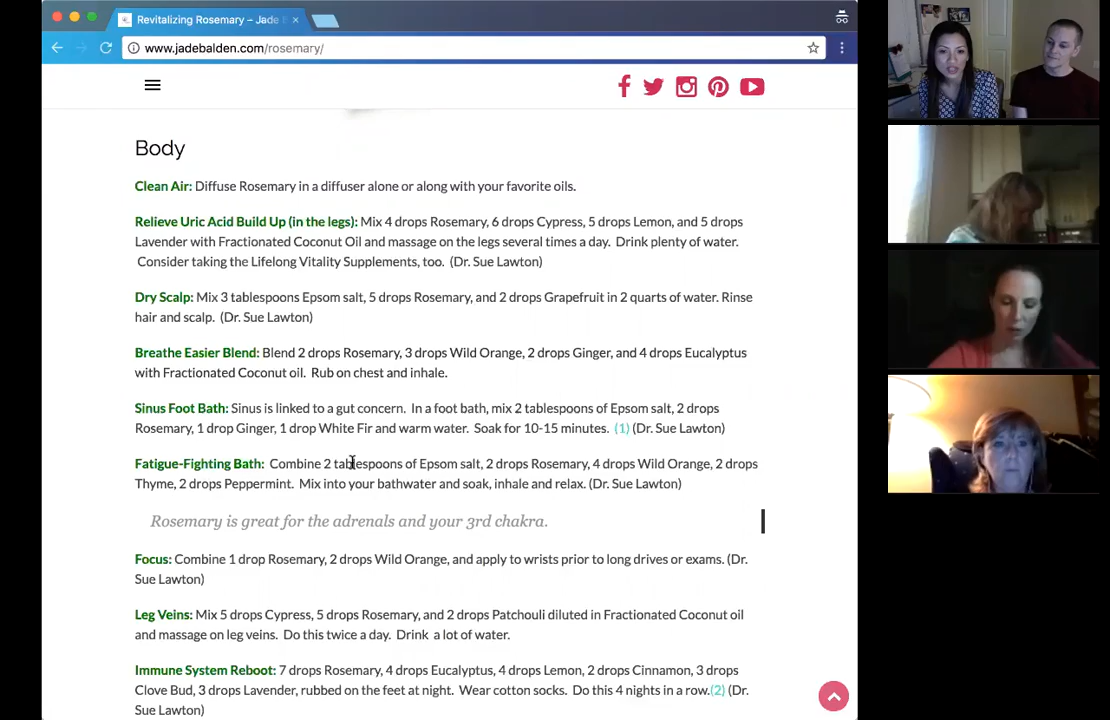 Revitalizing Rosemary – Jade B
www.jadebalden.com/rosemary/
Body
Clean Air: Diffuse Rosemary in a diffuser alone or along with your favorite oils.
Relieve Uric Acid Build Up (in the legs): Mix 4 drops Rosemary, 6 drops Cypress, 5 drops Lemon, and 5 drops
Lavender with Fractionated Coconut Oil and massage on the legs several times a day. Drink plenty of water.
Consider taking the Lifelong Vitality Supplements, too. (Dr. Sue Lawton)
Dry Scalp: Mix 3 tablespoons Epsom salt, 5 drops Rosemary, and 2 drops Grapefruit in 2 quarts of water. Rinse
hair and scalp. (Dr. Sue Lawton)
Breathe Easier Blend: Blend 2 drops Rosemary, 3 drops Wild Orange, 2 drops Ginger, and 4 drops Eucalyptus
with Fractionated Coconut oil. Rub on chest and inhale.
Sinus Foot Bath: Sinus is linked to a gut concern. In a foot bath, mix 2 tablespoons of Epsom salt, 2 drops
Rosemary, 1 drop Ginger, 1 drop White Fir and warm water. Soak for 10-15 minutes. (1) (Dr. Sue Lawton)
Fatigue-Fighting Bath: Combine 2 tablespoons of Epsom salt, 2 drops Rosemary, 4 drops Wild Orange, 2 drops
Thyme, 2 drops Peppermint. Mix into your bathwater and soak, inhale and relax. (Dr. Sue Lawton)
Rosemary is great for the adrenals and your 3rd chakra.
Focus: Combine 1 drop Rosemary, 2 drops Wild Orange, and apply to wrists prior to long drives or exams. (Dr.
Sue Lawton)
Leg Veins: Mix 5 drops Cypress, 5 drops Rosemary, and 2 drops Patchouli diluted in Fractionated Coconut oil
and massage on leg veins. Do this twice a day. Drink a lot of water.
Immune System Reboot: 7 drops Rosemary, 4 drops Eucalyptus, 4 drops Lemon, 2 drops Cinnamon, 3 drops
Clove Bud, 3 drops Lavender, rubbed on the feet at night. Wear cotton socks. Do this 4 nights in a row.(2) (Dr.
Sue Lawton)